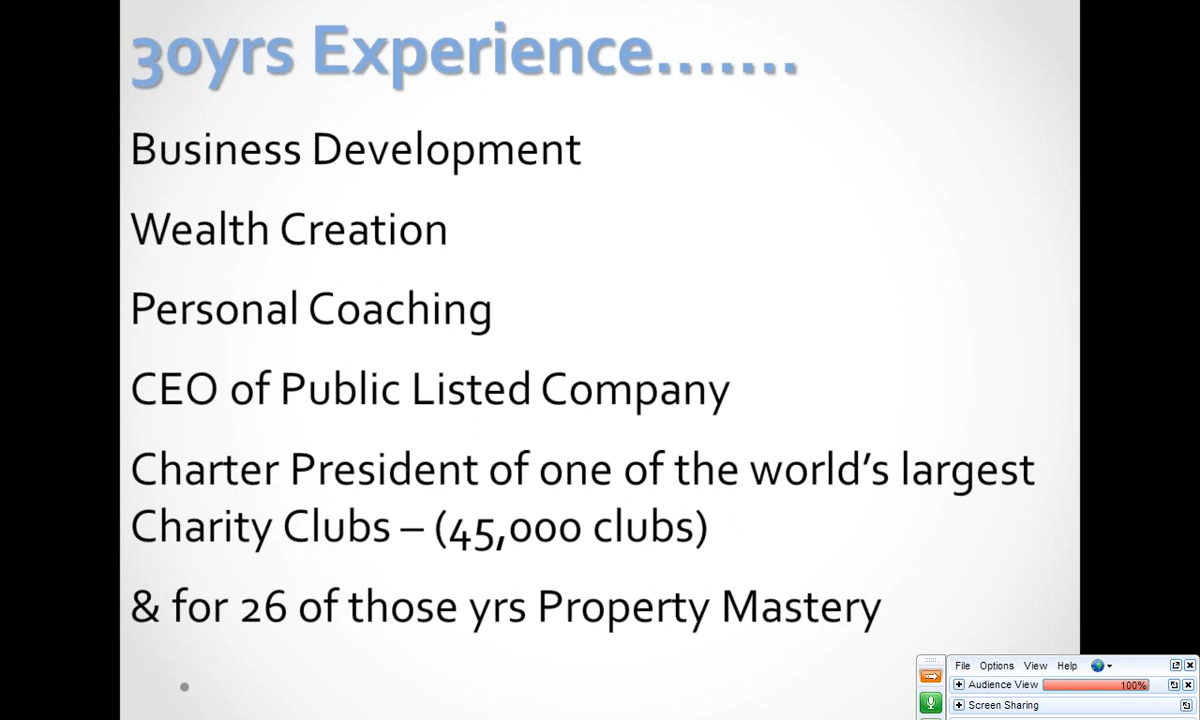 30yrs Experience.......
Business Development
Wealth Creation
Personal Coaching
CEO of Public Listed Company
Charter President of one of the world’s largest
Charity Clubs – (45,000 clubs)
& for 26 of those yrs Property Mastery
File Options View Help
Audience View 100%
Screen Sharing